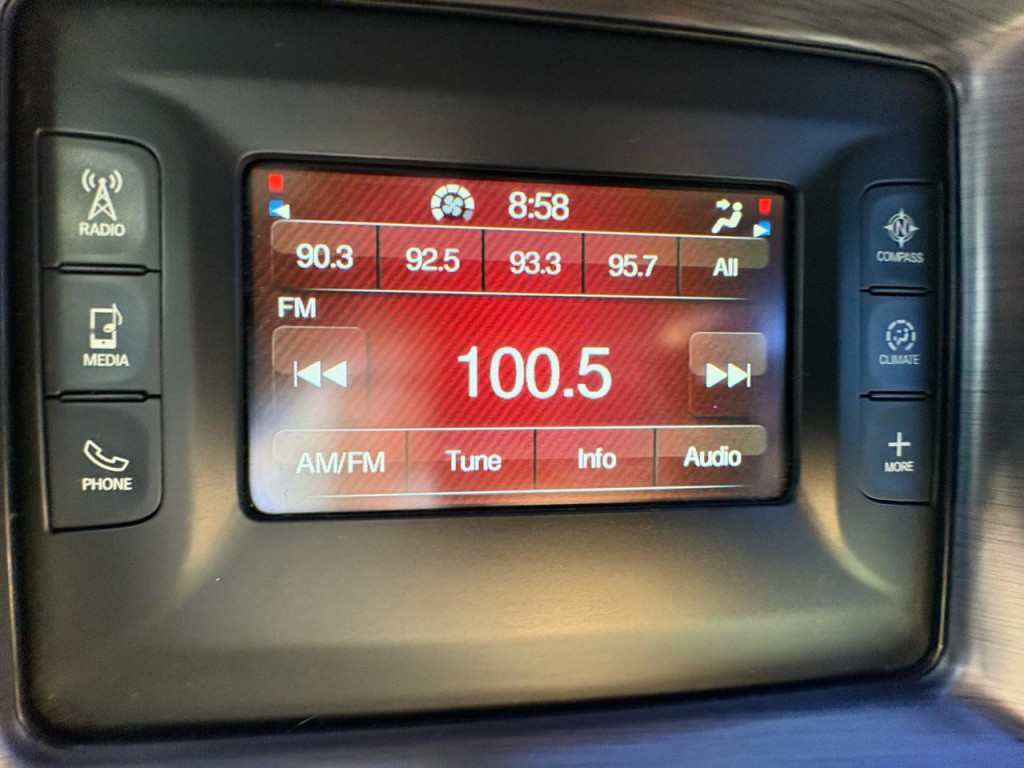 8:58
90.3 92.5 93.3 95.7 All
FM
100.5
AM/FM Tune Info Audio
RADIO
MEDIA
PHONE
N
COMPASS
CLIMATE
MORE